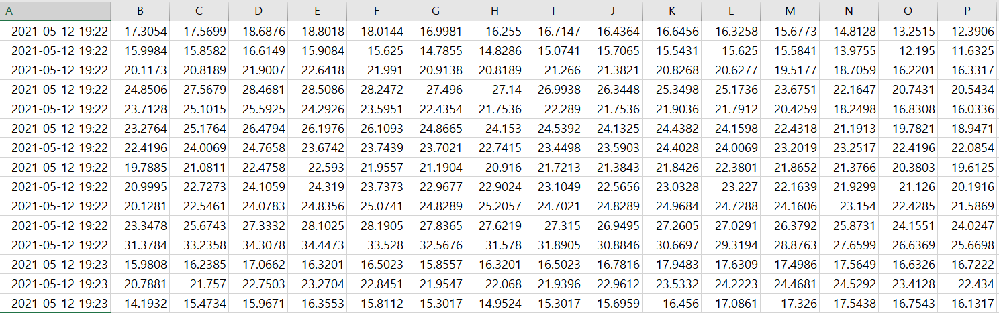 A B C D E F G H I J K L M N O P
2021-05-12 19:22 17.3054 17.5699 18.6876 18.8018 18.0144 16.9981 16.255 16.7147 16.4364 16.6456 16.3258 15.6773 14.8128 13.2515 12.3906
2021-05-12 19:22 15.9984 15.8582 16.6149 15.9084 15.625 14.7855 14.8286 15.0741 15.7065 15.5431 15.625 15.5841 13.9755 12.195 11.6325
2021-05-12 19:22 20.1173 20.8189 21.9007 22.6418 21.991 20.9138 20.8189 21.266 21.3821 20.8268 20.6277 19.5177 18.7059 16.2201 16.3317
2021-05-12 19:22 24.8506 27.5679 28.4681 28.5086 28.2472 27.496 27.14 26.9938 26.3448 25.3498 25.1736 23.6751 22.1647 20.7431 20.5434
2021-05-12 19:22 23.7128 25.1015 25.5925 24.2926 23.5951 22.4354 21.7536 22.289 21.7536 21.9036 21.7912 20.4259 18.2498 16.8308 16.0336
2021-05-12 19:22 23.2764 25.1764 26.4794 26.1976 26.1093 24.8665 24.153 24.5392 24.1325 24.4382 24.1598 22.4318 21.1913 19.7821 18.9471
2021-05-12 19:22 22.4196 24.0069 24.7658 23.6742 23.7439 23.7021 22.7415 23.4498 23.5903 24.4028 24.0069 23.2019 23.2517 22.4196 22.0854
2021-05-12 19:22 19.7885 21.0811 22.4758 22.593 21.9557 21.1904 20.916 21.7213 21.3843 21.8426 22.3801 21.8652 21.3766 20.3803 19.6125
2021-05-12 19:22 20.9995 22.7273 24.1059 24.319 23.7373 22.9677 22.9024 23.1049 22.5656 23.0328 23.227 22.1639 21.9299 21.126 20.1916
2021-05-12 19:22 20.1281 22.5461 24.0783 24.8356 25.0741 24.8289 25.2057 24.7021 24.8289 24.9684 24.7288 24.1606 23.154 22.4285 21.5869
2021-05-12 19:22 23.3478 25.6743 27.3332 28.1025 28.1905 27.8365 27.6219 27.315 26.9495 27.2605 27.0291 26.3792 25.8731 24.1551 24.0247
2021-05-12 19:22 31.3784 33.2358 34.3078 34.4473 33.528 32.5676 31.578 31.8905 30.8846 30.6697 29.3194 28.8763 27.6599 26.6369 25.6698
2021-05-12 19:23 15.9808 16.2385 17.0662 16.3201 16.5023 15.8557 16.3201 16.5023 16.7816 17.9483 17.6309 17.4986 17.5649 16.6326 16.7222
2021-05-12 19:23 20.7881 21.757 22.7503 23.2704 22.8451 21.9547 22.068 21.9396 22.9612 23.5332 24.2223 24.4681 24.5292 23.4128 22.434
2021-05-12 19:23 14.1932 15.4734 15.9671 16.3553 15.8112 15.3017 14.9524 15.3017 15.6959 16.456 17.0861 17.326 17.5438 16.7543 16.1317